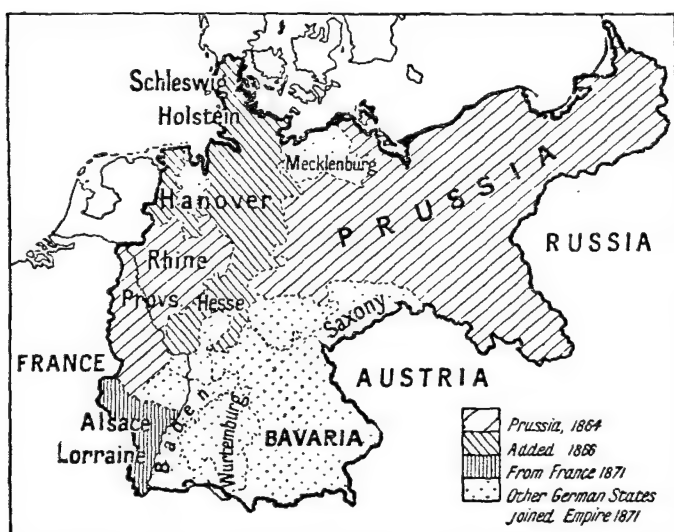 Schleswig
Holstein
Mecklenburg
Hanover
PRUSSIA
RUSSIA
Rhine
Provs.
Hesse
Saxony
FRANCE
AUSTRIA
Alsace
Lorraine
Baden
Wurtemburg
BAVARIA
Prussia, 1864
Added 1866
From France 1871
Other German States
joined Empire 1871